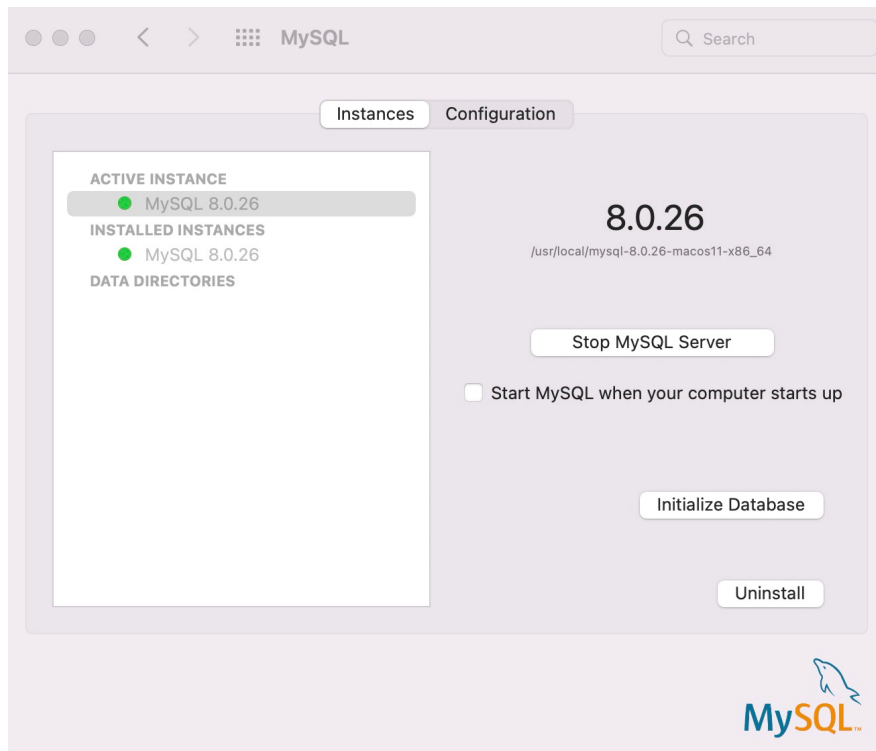 MySQL
Search
Instances
Configuration
ACTIVE INSTANCE
MySQL 8.0.26
INSTALLED INSTANCES
MySQL 8.0.26
DATA DIRECTORIES
8.0.26
/usr/local/mysql-8.0.26-macos11-x86_64
Stop MySQL Server
Start MySQL when your computer starts up
Initialize Database
Uninstall
MySQL™